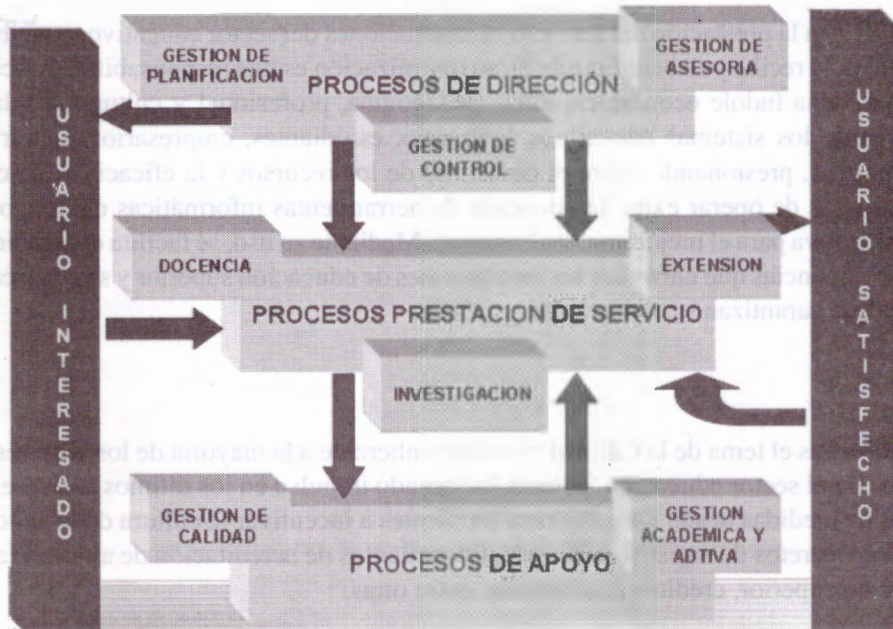 USUARIO INTERESADO
GESTION DE
PLANIFICACION
PROCESOS DE DIRECCIÓN
GESTION DE
ASESORIA
GESTION DE
CONTROL
DOCENCIA
EXTENSION
PROCESOS PRESTACION DE SERVICIO
INVESTIGACION
GESTION DE
CALIDAD
PROCESOS DE APOYO
GESTION
ACADEMICA Y
ADTIVA
USUARIO SATISFECHO